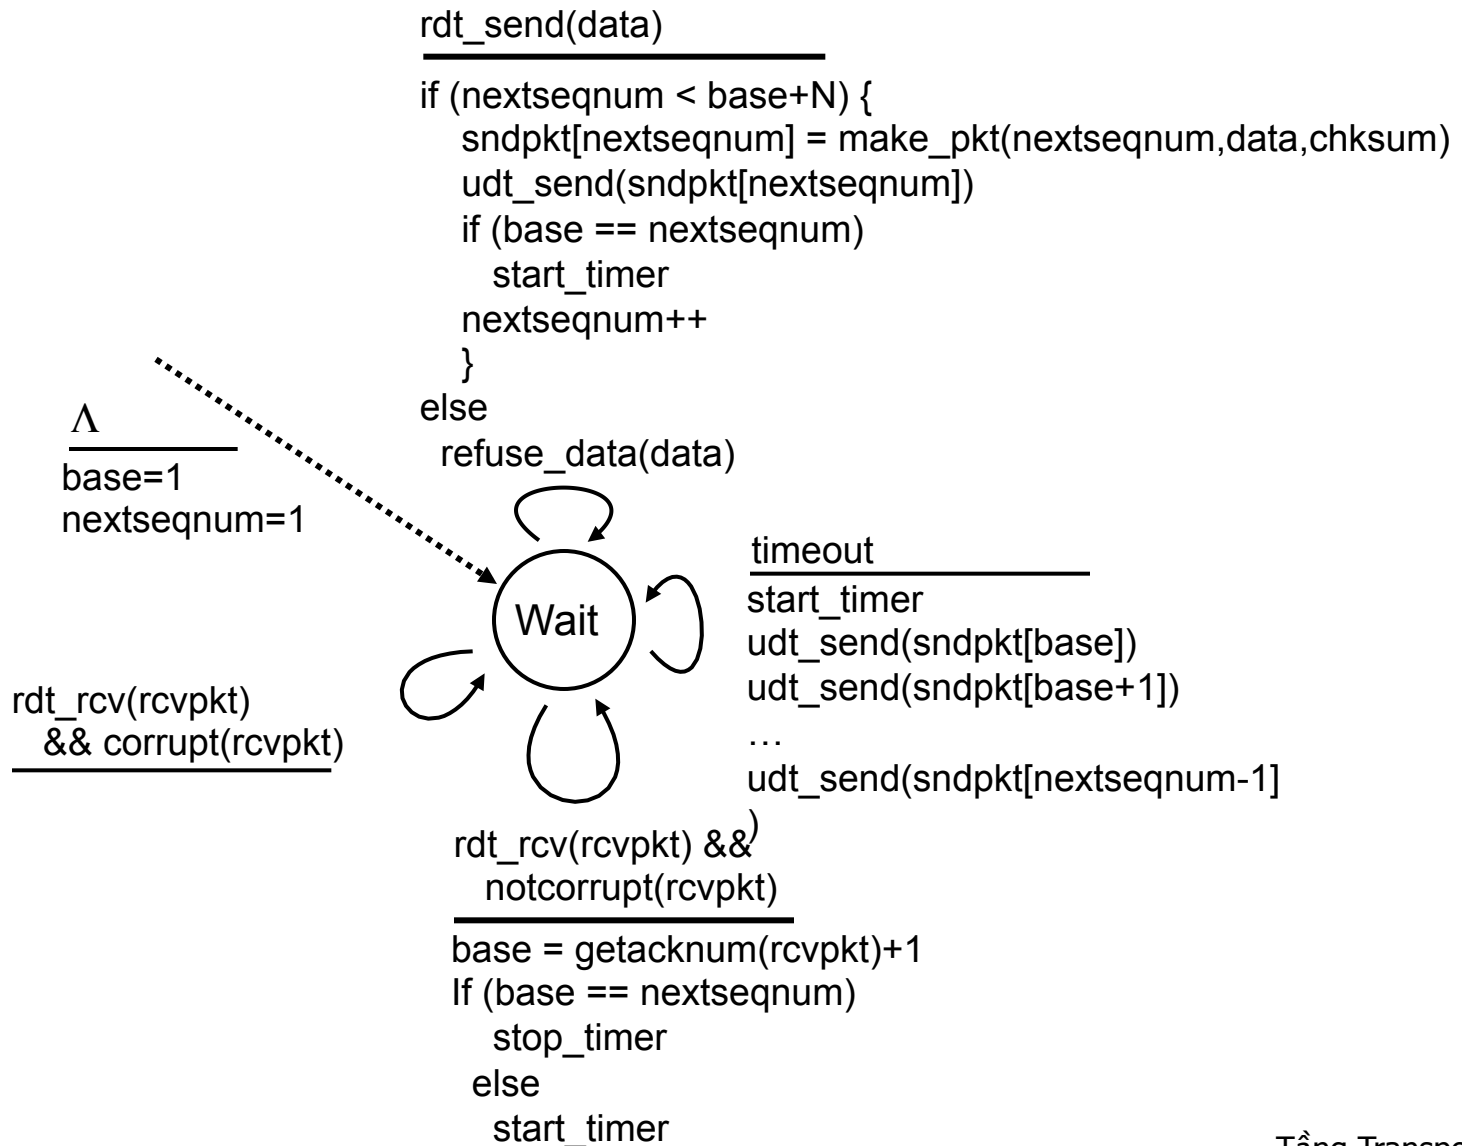 rdt_send(data)
if (nextseqnum < base+N) {
sndpkt[nextseqnum] = make_pkt(nextseqnum,data,chksum)
udt_send(sndpkt[nextseqnum])
if (base == nextseqnum)
start_timer
nextseqnum++
}
else
refuse_data(data)
Λ
base=1
nextseqnum=1
Wait
timeout
start_timer
udt_send(sndpkt[base])
udt_send(sndpkt[base+1])
…
udt_send(sndpkt[nextseqnum-1]
)
rdt_rcv(rcvpkt)
&& corrupt(rcvpkt)
rdt_rcv(rcvpkt) &&
notcorrupt(rcvpkt)
base = getacknum(rcvpkt)+1
If (base == nextseqnum)
stop_timer
else
start_timer
Tầng